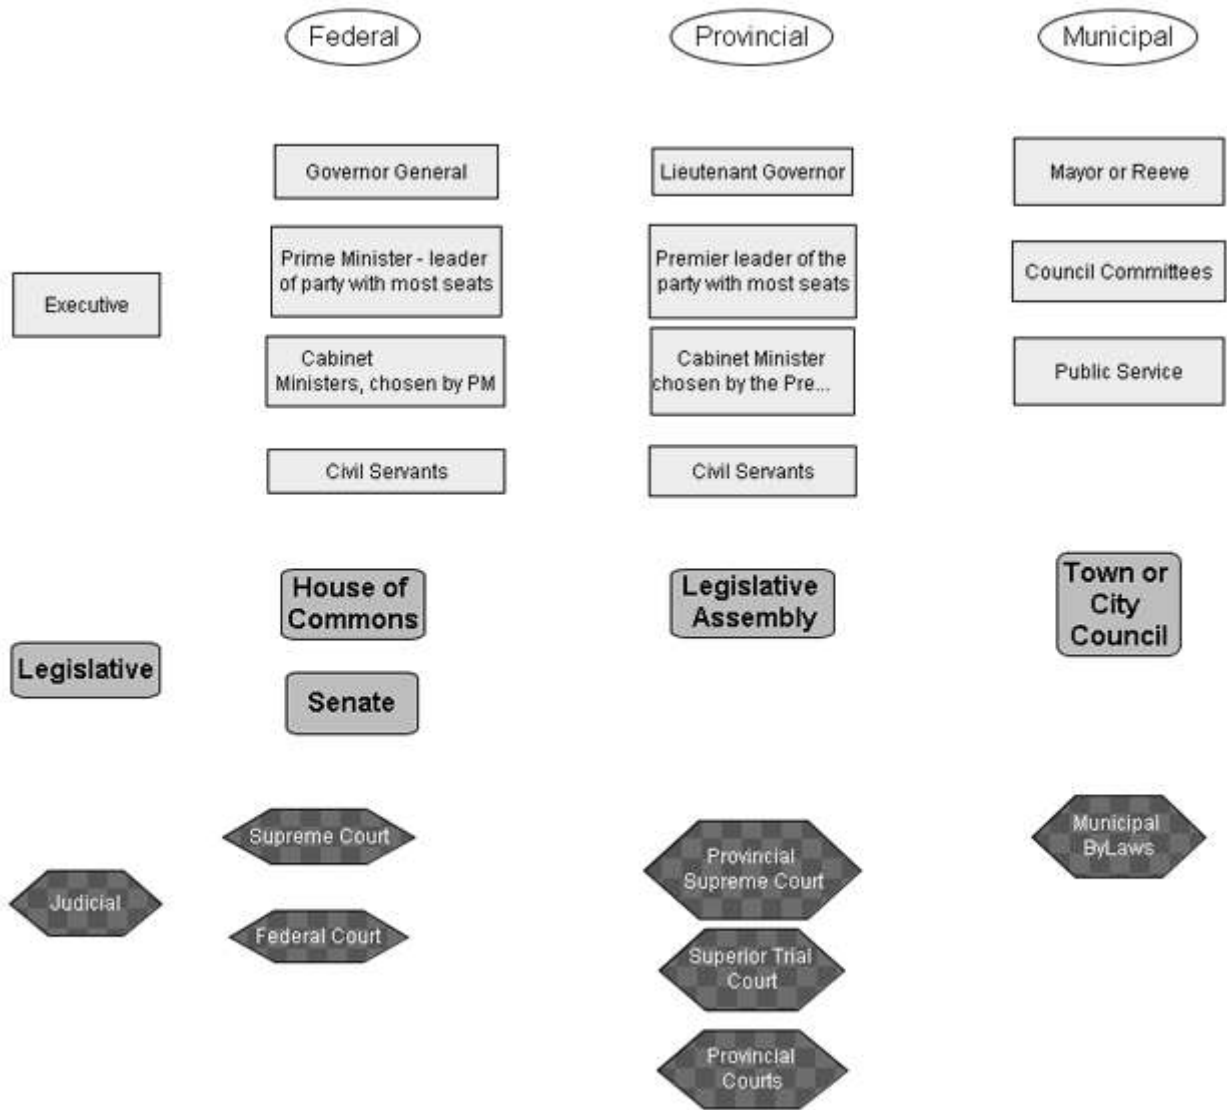 Federal
Provincial
Municipal
Governor General
Lieutenant Governor
Mayor or Reeve
Executive
Prime Minister - leader
of party with most seats
Premier leader of the
party with most seats
Council Committees
Cabinet
Ministers, chosen by PM
Cabinet Minister
chosen by the Pre...
Public Service
Civil Servants
Civil Servants
Legislative
House of
Commons
Legislative
Assembly
Town or
City
Council
Senate
Judicial
Supreme Court
Provincial
Supreme Court
Municipal
ByLaws
Federal Court
Superior Trial
Court
Provincial
Courts